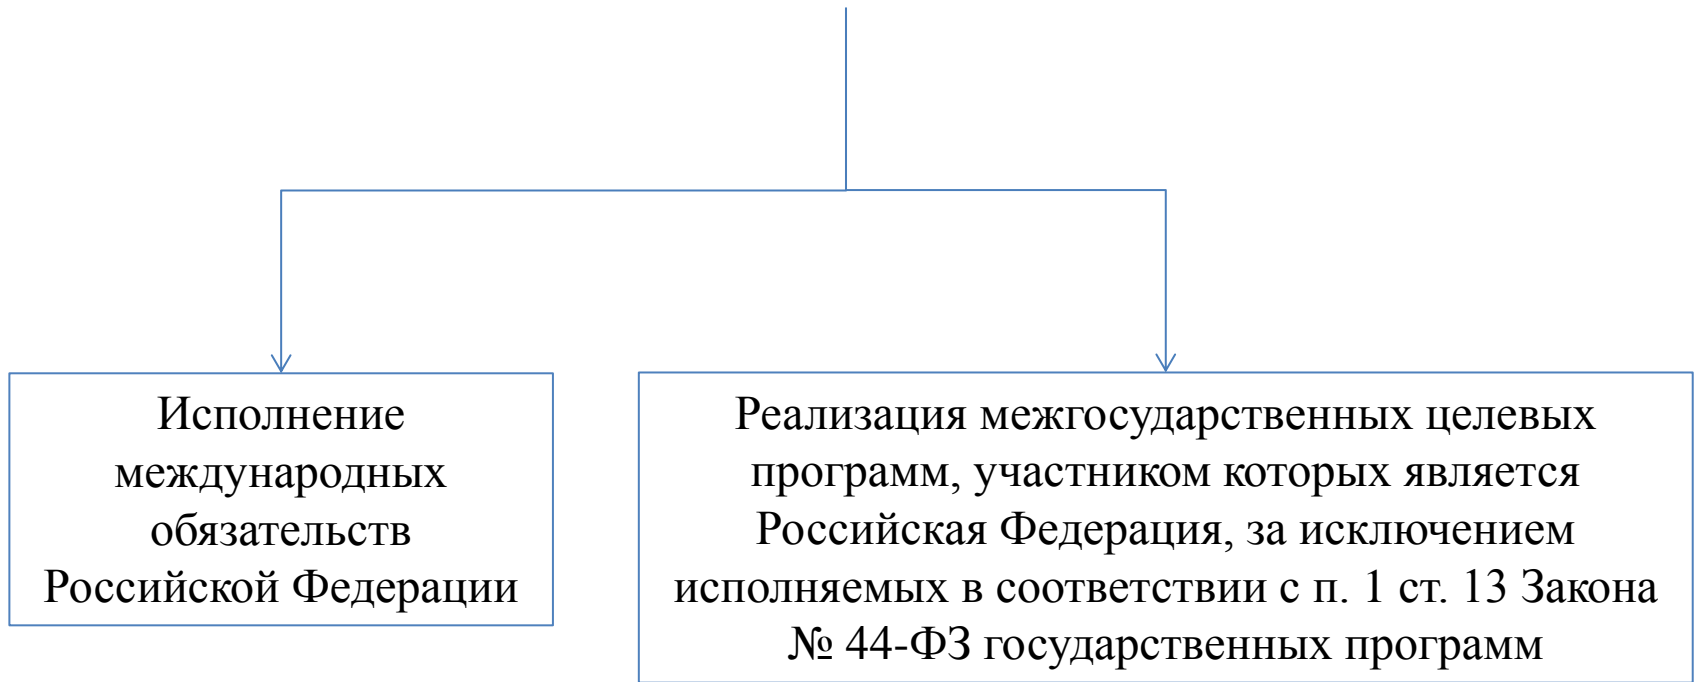 Исполнение
международных
обязательств
Российской Федерации
Реализация межгосударственных целевых
программ, участником которых является
Российская Федерация, за исключением
исполняемых в соответствии с п. 1 ст. 13 Закона
№ 44-ФЗ государственных программ